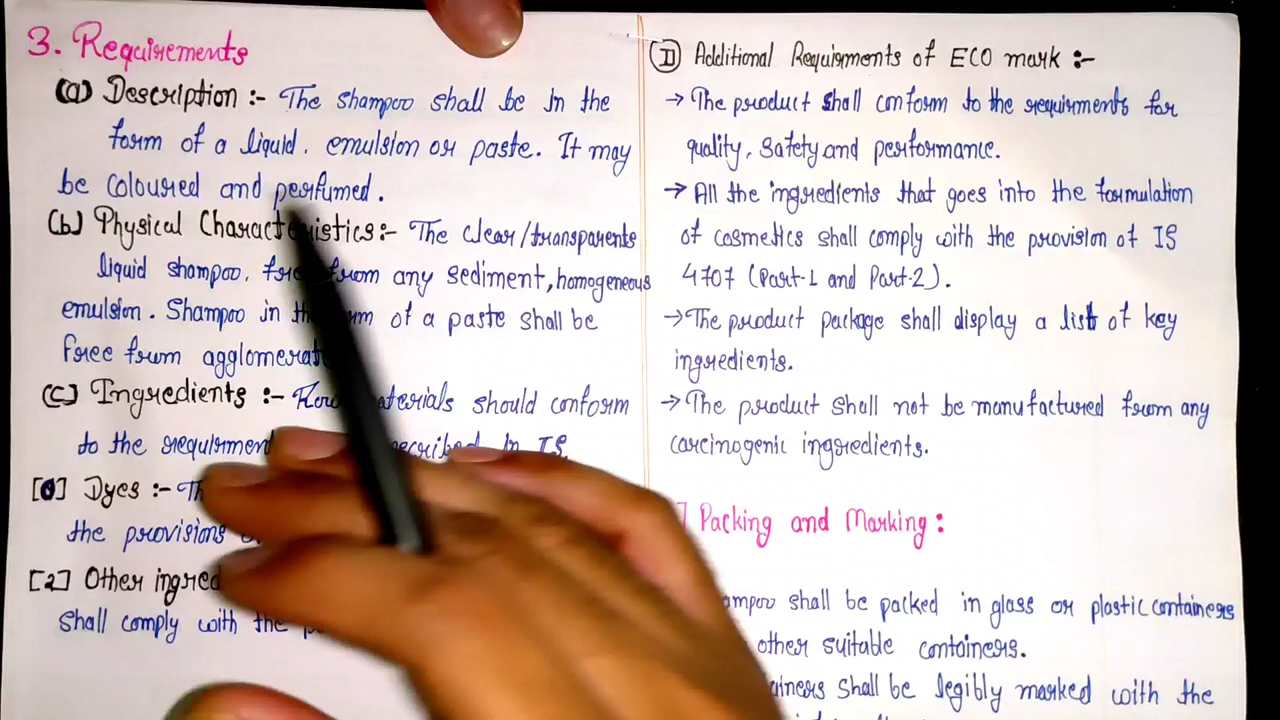 3. Requirements
(a) Description :- The shampoo shall be in the
form of a liquid, emulsion or paste. It may
be coloured and perfumed.
(b) Physical Characteristics:- The clear/transparents
liquid shampoo, free from any sediment, homogeneous
emulsion. Shampoo in the of a paste shall be
free from
(c) Ingredients :- materials should conform
to the in IS
[0] Dyes :-
the provisions
[2] Other
Shall comply with the
(D) Additional Requirments of ECO mark :-
→ The product shall conform to the requirments for
quality, Safety and performance.
→ All the ingredients that goes into the formulation
of cosmetics shall comply with the provision of IS
4707 (Part-1 and Part-2).
→ The product package shall display a list of key
ingredients.
→ The product shall not be manufactured from any
carcinogenic ingredients.
Packing and Marking :
shall be packed in glass or plastic containers
other suitable containers.
shall be legibly marked with the